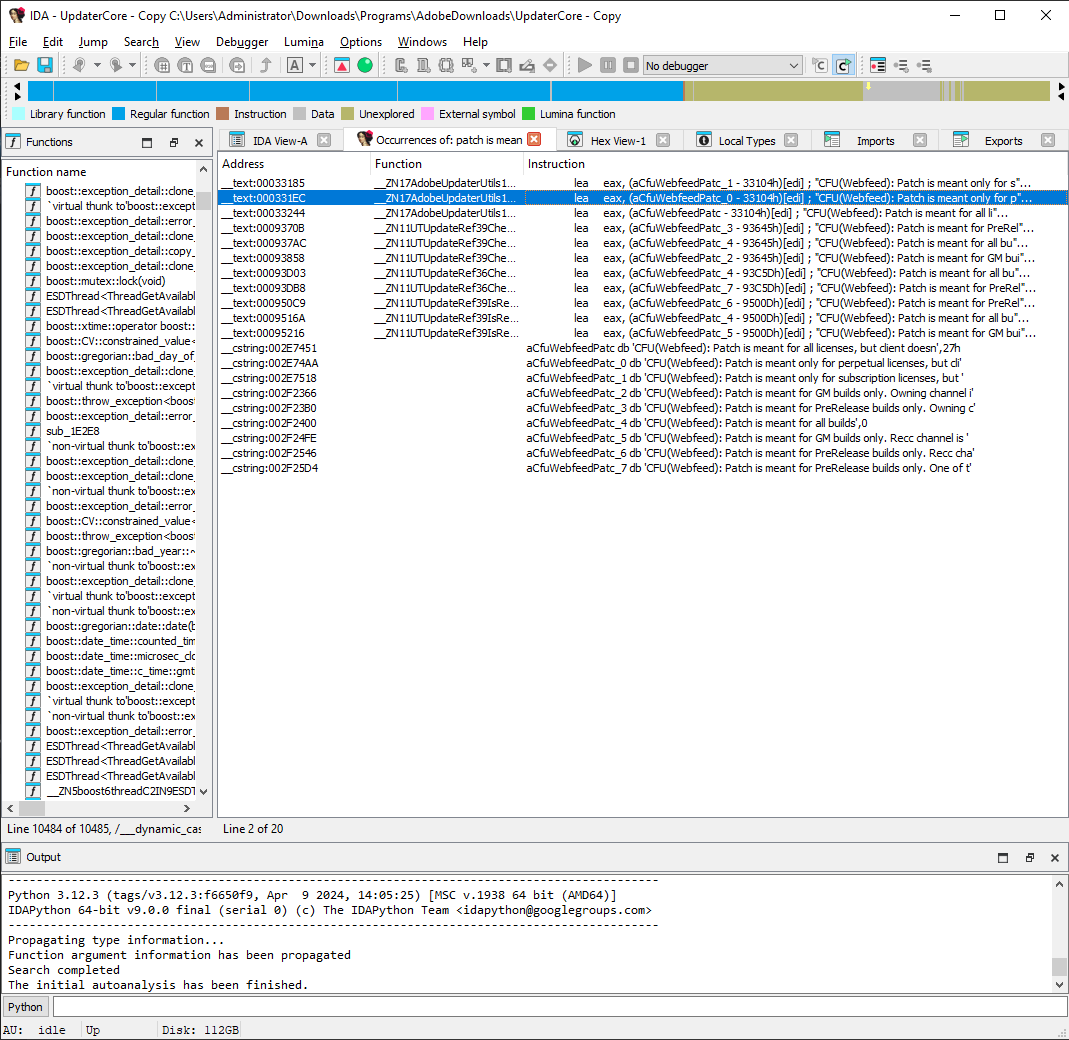 IDA - UpdaterCore - Copy C:\Users\Administrator\Downloads\Programs\AdobeDownloads\UpdaterCore - Copy
File Edit Jump Search View Debugger Lumina Options Windows Help
No debugger
Library function Regular function Instruction Data Unexplored External symbol Lumina function
Functions
IDA View-A Occurrences of: patch is mean Hex View-1 Local Types Imports Exports
Function name
boost::exception_detail::clone_
`virtual thunk to'boost::except
boost::exception_detail::error_
boost::exception_detail::clone_
boost::exception_detail::copy_
boost::exception_detail::clone_
boost::mutex::lock(void)
ESDThread<ThreadGetAvailabl
ESDThread<ThreadGetAvailabl
boost::xtime::operator boost::
boost::CV::constrained_value<
boost::gregorian::bad_day_of_
boost::exception_detail::clone_
`virtual thunk to'boost::except
boost::throw_exception<boost
boost::exception_detail::error_
sub_1E2E8
`non-virtual thunk to'boost::ex
boost::exception_detail::clone_
boost::exception_detail::clone_
`non-virtual thunk to'boost::ex
boost::exception_detail::error_
boost::CV::constrained_value<
boost::throw_exception<boost
boost::gregorian::bad_year::~
`non-virtual thunk to'boost::ex
boost::exception_detail::clone_
`virtual thunk to'boost::except
`non-virtual thunk to'boost::ex
boost::gregorian::date::date(b
boost::date_time::counted_tim
boost::date_time::microsec_clo
boost::date_time::c_time::gmt
boost::exception_detail::clone_
`virtual thunk to'boost::except
`non-virtual thunk to'boost::ex
boost::exception_detail::error_
ESDThread<ThreadGetAvailabl
ESDThread<ThreadGetAvailabl
ESDThread<ThreadGetAvailabl
__ZN5boost6threadC2IN9ESDT
Line 10484 of 10485, /___dynamic_cas
Address Function Instruction
__text:00033185 __ZN17AdobeUpdaterUtils1... lea eax, (aCfuWebfeedPatc_1 - 33104h)[edi] ; "CFU(Webfeed): Patch is meant only for s"...
__text:000331EC __ZN17AdobeUpdaterUtils1... lea eax, (aCfuWebfeedPatc_0 - 33104h)[edi] ; "CFU(Webfeed): Patch is meant only for p"...
__text:00033244 __ZN17AdobeUpdaterUtils1... lea eax, (aCfuWebfeedPatc - 33104h)[edi] ; "CFU(Webfeed): Patch is meant for all li"...
__text:0009370B __ZN11UTUpdateRef39Che... lea eax, (aCfuWebfeedPatc_3 - 93645h)[edi] ; "CFU(Webfeed): Patch is meant for PreRel"...
__text:000937AC __ZN11UTUpdateRef39Che... lea eax, (aCfuWebfeedPatc_4 - 93645h)[edi] ; "CFU(Webfeed): Patch is meant for all bu"...
__text:00093858 __ZN11UTUpdateRef39Che... lea eax, (aCfuWebfeedPatc_2 - 93645h)[edi] ; "CFU(Webfeed): Patch is meant for GM bui"...
__text:00093D03 __ZN11UTUpdateRef36Che... lea eax, (aCfuWebfeedPatc_4 - 93C5Dh)[edi] ; "CFU(Webfeed): Patch is meant for all bu"...
__text:00093DB8 __ZN11UTUpdateRef36Che... lea eax, (aCfuWebfeedPatc_7 - 93C5Dh)[edi] ; "CFU(Webfeed): Patch is meant for PreRel"...
__text:000950C9 __ZN11UTUpdateRef39IsRe... lea eax, (aCfuWebfeedPatc_6 - 9500Dh)[edi] ; "CFU(Webfeed): Patch is meant for PreRel"...
__text:0009516A __ZN11UTUpdateRef39IsRe... lea eax, (aCfuWebfeedPatc_4 - 9500Dh)[edi] ; "CFU(Webfeed): Patch is meant for all bu"...
__text:00095216 __ZN11UTUpdateRef39IsRe... lea eax, (aCfuWebfeedPatc_5 - 9500Dh)[edi] ; "CFU(Webfeed): Patch is meant for GM bui"...
__cstring:002E7451 aCfuWebfeedPatc db 'CFU(Webfeed): Patch is meant for all licenses, but client doesn',27h
__cstring:002E74AA aCfuWebfeedPatc_0 db 'CFU(Webfeed): Patch is meant only for perpetual licenses, but cli'
__cstring:002E7518 aCfuWebfeedPatc_1 db 'CFU(Webfeed): Patch is meant only for subscription licenses, but '
__cstring:002F2366 aCfuWebfeedPatc_2 db 'CFU(Webfeed): Patch is meant for GM builds only. Owning channel i'
__cstring:002F23B0 aCfuWebfeedPatc_3 db 'CFU(Webfeed): Patch is meant for PreRelease builds only. Owning c'
__cstring:002F2400 aCfuWebfeedPatc_4 db 'CFU(Webfeed): Patch is meant for all builds',0
__cstring:002F24FE aCfuWebfeedPatc_5 db 'CFU(Webfeed): Patch is meant for GM builds only. Recc channel is '
__cstring:002F2546 aCfuWebfeedPatc_6 db 'CFU(Webfeed): Patch is meant for PreRelease builds only. Recc cha'
__cstring:002F25D4 aCfuWebfeedPatc_7 db 'CFU(Webfeed): Patch is meant for PreRelease builds only. One of t'
Line 2 of 20
Output
Python 3.12.3 (tags/v3.12.3:f6650f9, Apr  9 2024, 14:05:25) [MSC v.1938 64 bit (AMD64)]
IDAPython 64-bit v9.0.0 final (serial 0) (c) The IDAPython Team <idapython@googlegroups.com>
Propagating type information...
Function argument information has been propagated
Search completed
The initial autoanalysis has been finished.
Python
AU: idle Up Disk: 112GB